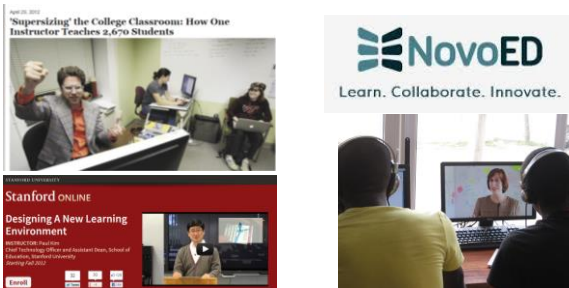 April 23, 2012
'Supersizing' the College Classroom: How One
Instructor Teaches 2,670 Students
NovoED
Learn. Collaborate. Innovate.
STANFORD UNIVERSITY
Stanford ONLINE
Designing A New Learning
Environment
INSTRUCTOR: Paul Kim
Chief Technology Officer and Assistant Dean, School of
Education, Stanford University
Starting Fall 2012
Enroll